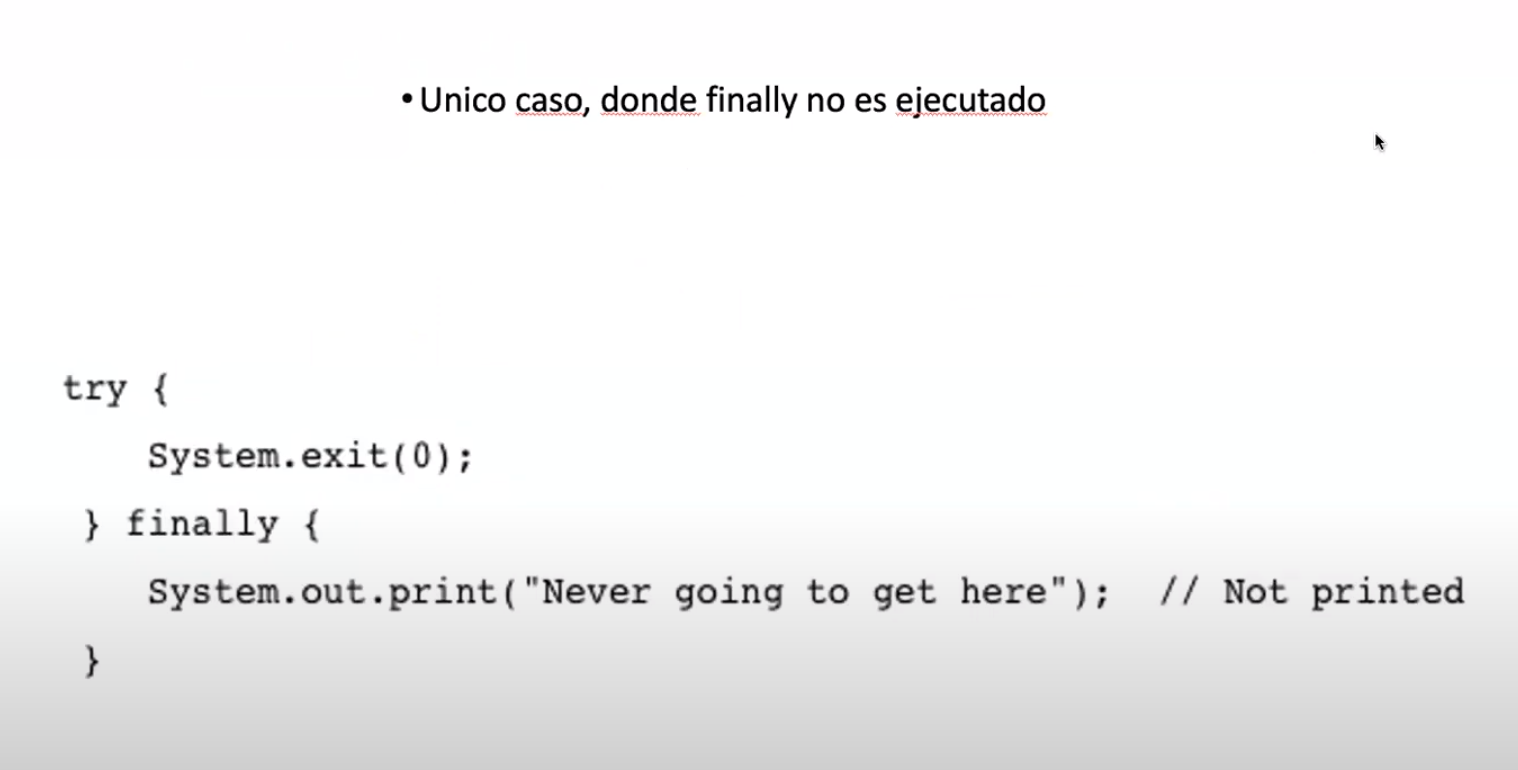 • Unico caso, donde finally no es ejecutado
try {
    System.exit(0);
 } finally {
    System.out.print("Never going to get here");  // Not printed
 }